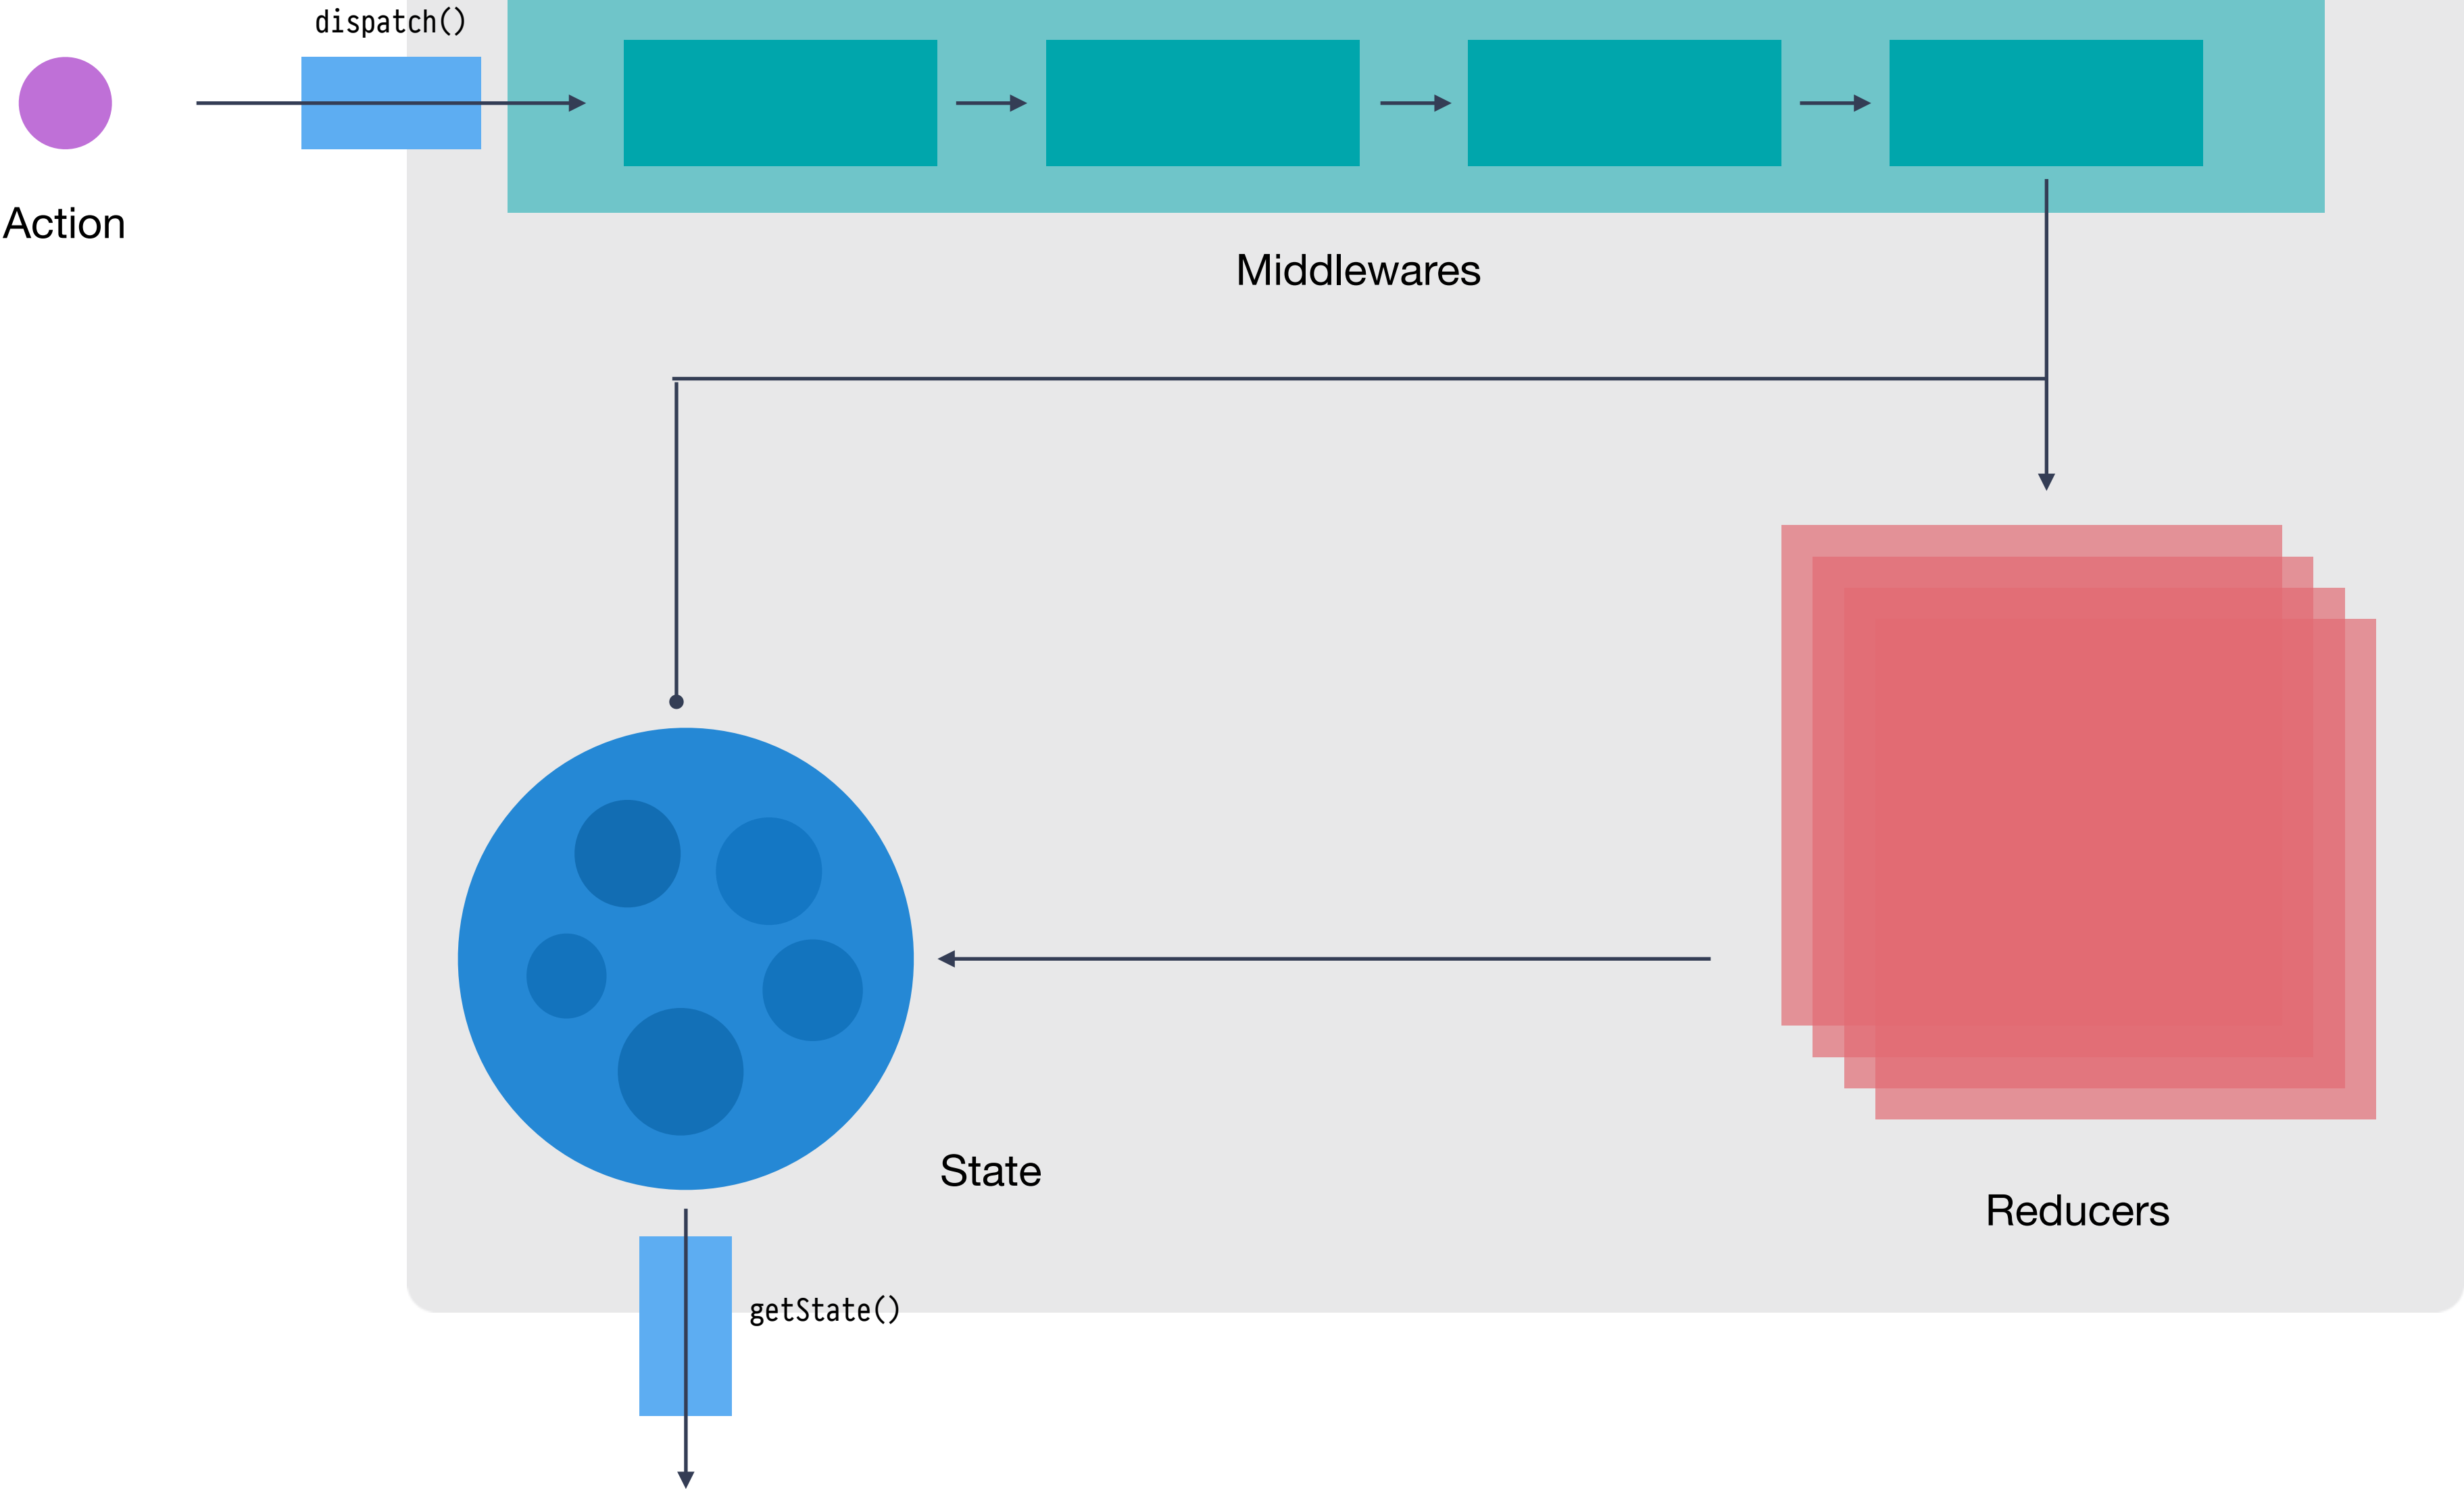 dispatch()
Action
Middlewares
State
Reducers
getState()